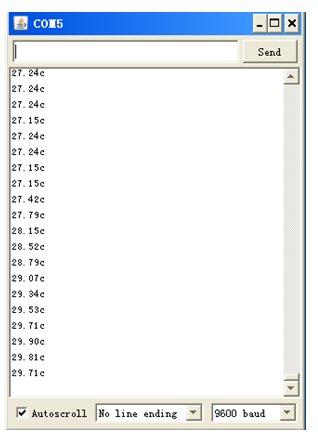 COM5
Send
27.24c
27.24c
27.24c
27.15c
27.24c
27.24c
27.15c
27.15c
27.42c
27.79c
28.15c
28.52c
28.79c
29.07c
29.34c
29.53c
29.71c
29.90c
29.81c
29.71c
Autoscroll No line ending 9600 baud